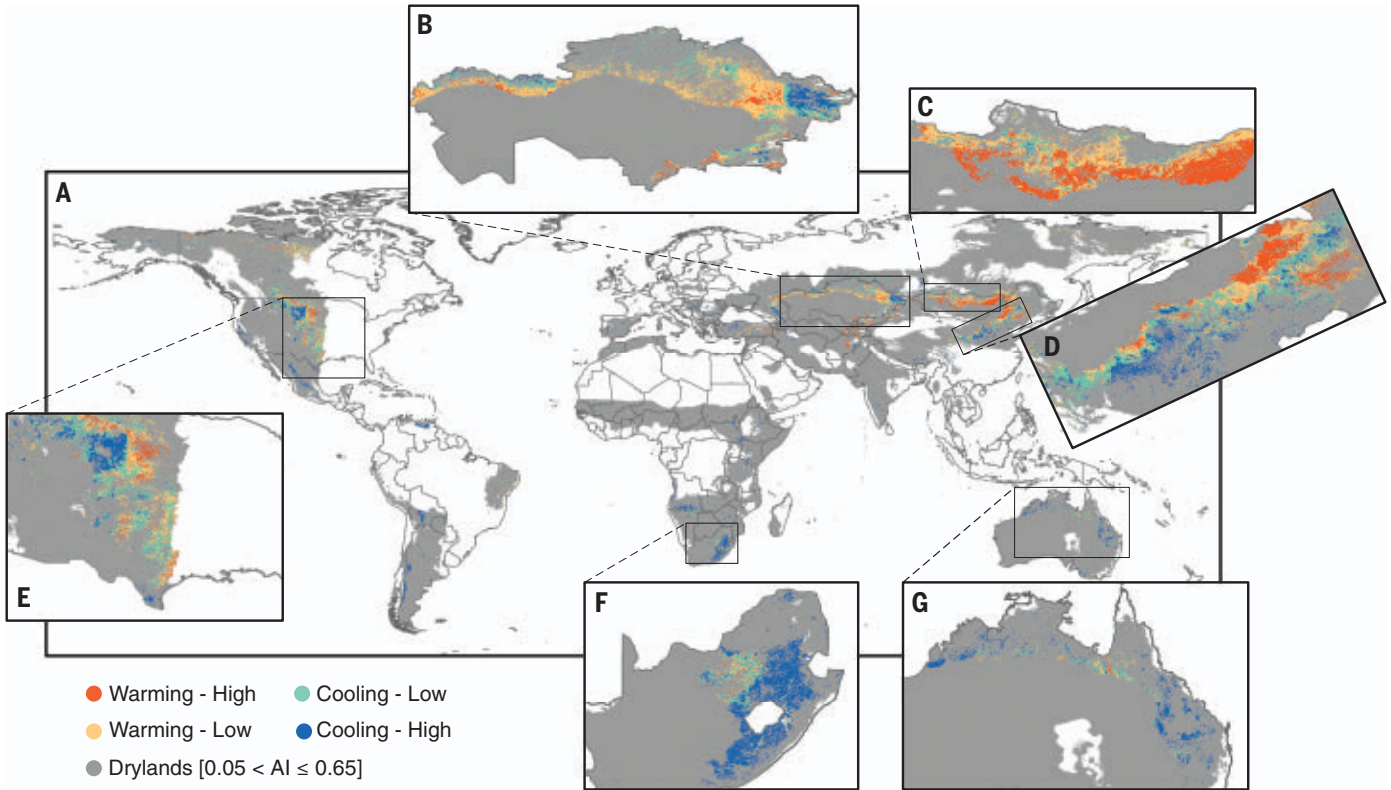 B
C
A
D
E
F
G
Warming - High
Cooling - Low
Warming - Low
Cooling - High
Drylands [0.05 < AI ≤ 0.65]